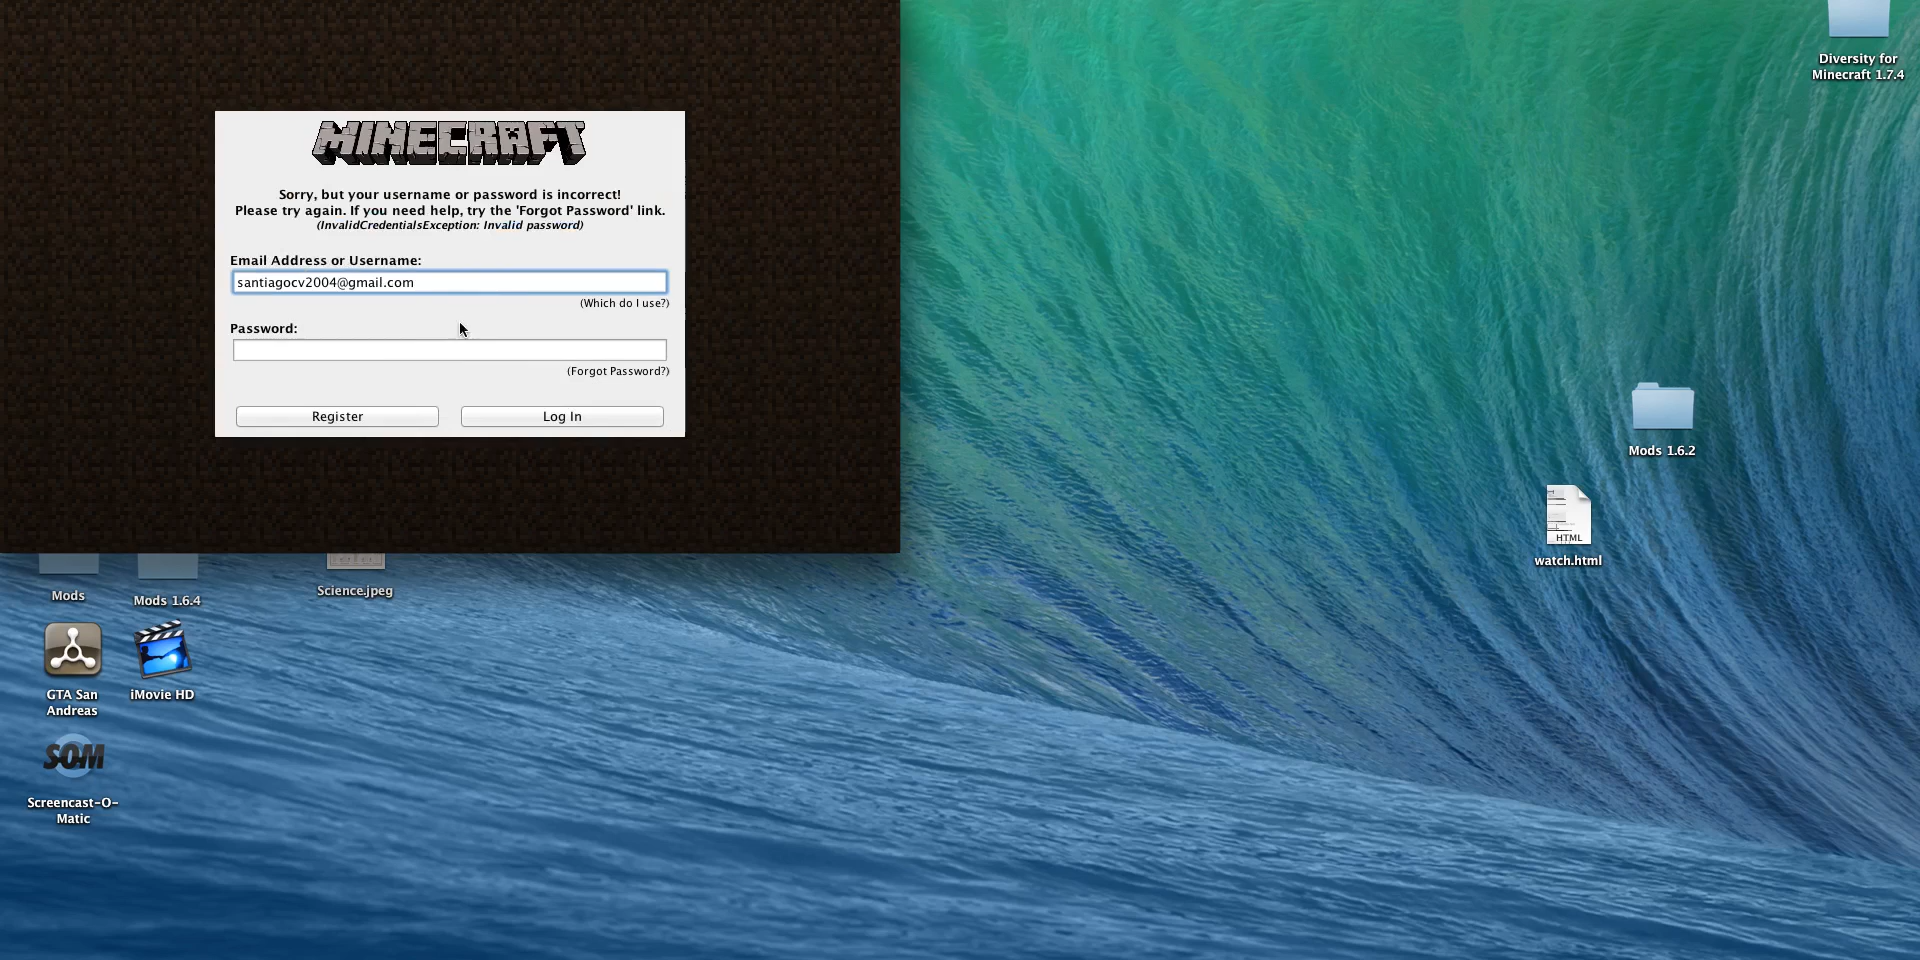 MINECRAFT
Sorry, but your username or password is incorrect!
Please try again. If you need help, try the 'Forgot Password' link.
(InvalidCredentialsException: Invalid password)
Email Address or Username:
santiagocv2004@gmail.com
(Which do I use?)
Password:
(Forgot Password?)
Register
Log In
Diversity for
Minecraft 1.7.4
Mods 1.6.2
HTML
watch.html
Mods
Mods 1.6.4
Science.jpeg
GTA San
Andreas
iMovie HD
SOM
Screencast-O-
Matic